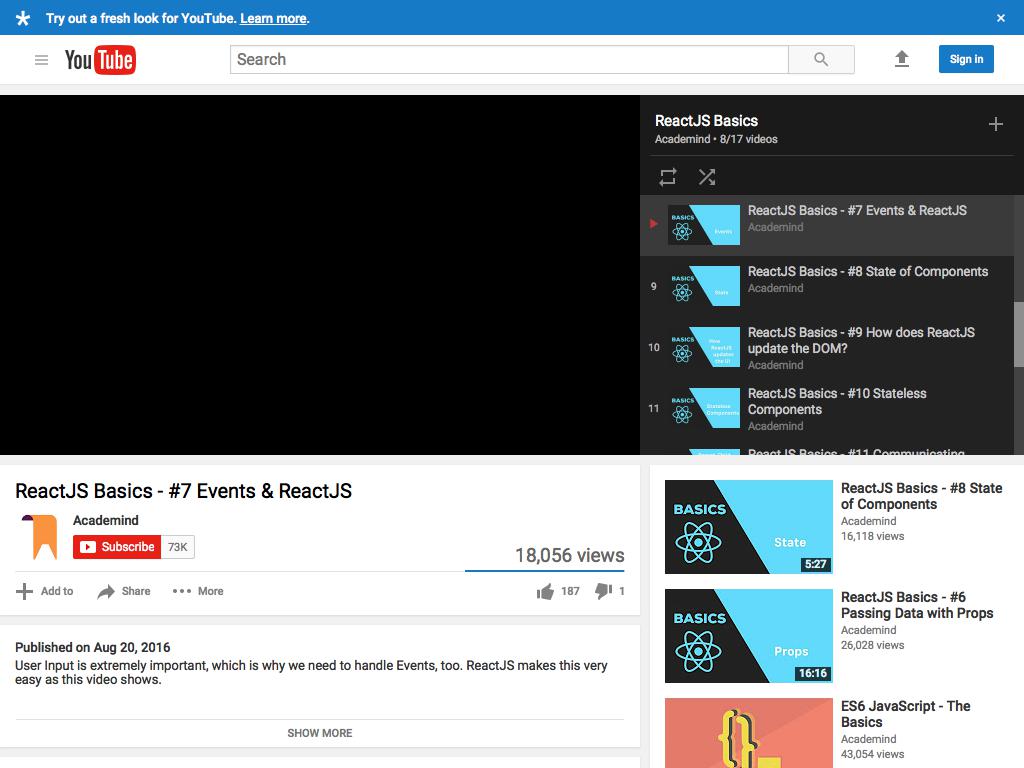 Try out a fresh look for YouTube. Learn more.
×
YouTube
Search
Sign in
ReactJS Basics
Academind • 8/17 videos
BASICS
Events
ReactJS Basics - #7 Events & ReactJS
Academind
9
BASICS
State
ReactJS Basics - #8 State of Components
Academind
10
BASICS
How
ReactJS
updates
the UI
ReactJS Basics - #9 How does ReactJS
update the DOM?
Academind
11
BASICS
Stateless
Components
ReactJS Basics - #10 Stateless
Components
Academind
ReactJS Basics - #11 Communicating
ReactJS Basics - #7 Events & ReactJS
Academind
Subscribe 73K
18,056 views
Add to
Share
More
187
1
Published on Aug 20, 2016
User Input is extremely important, which is why we need to handle Events, too. ReactJS makes this very
easy as this video shows.
SHOW MORE
BASICS
State
5:27
ReactJS Basics - #8 State
of Components
Academind
16,118 views
BASICS
Props
16:16
ReactJS Basics - #6
Passing Data with Props
Academind
26,028 views
ES6 JavaScript - The
Basics
Academind
43,054 views